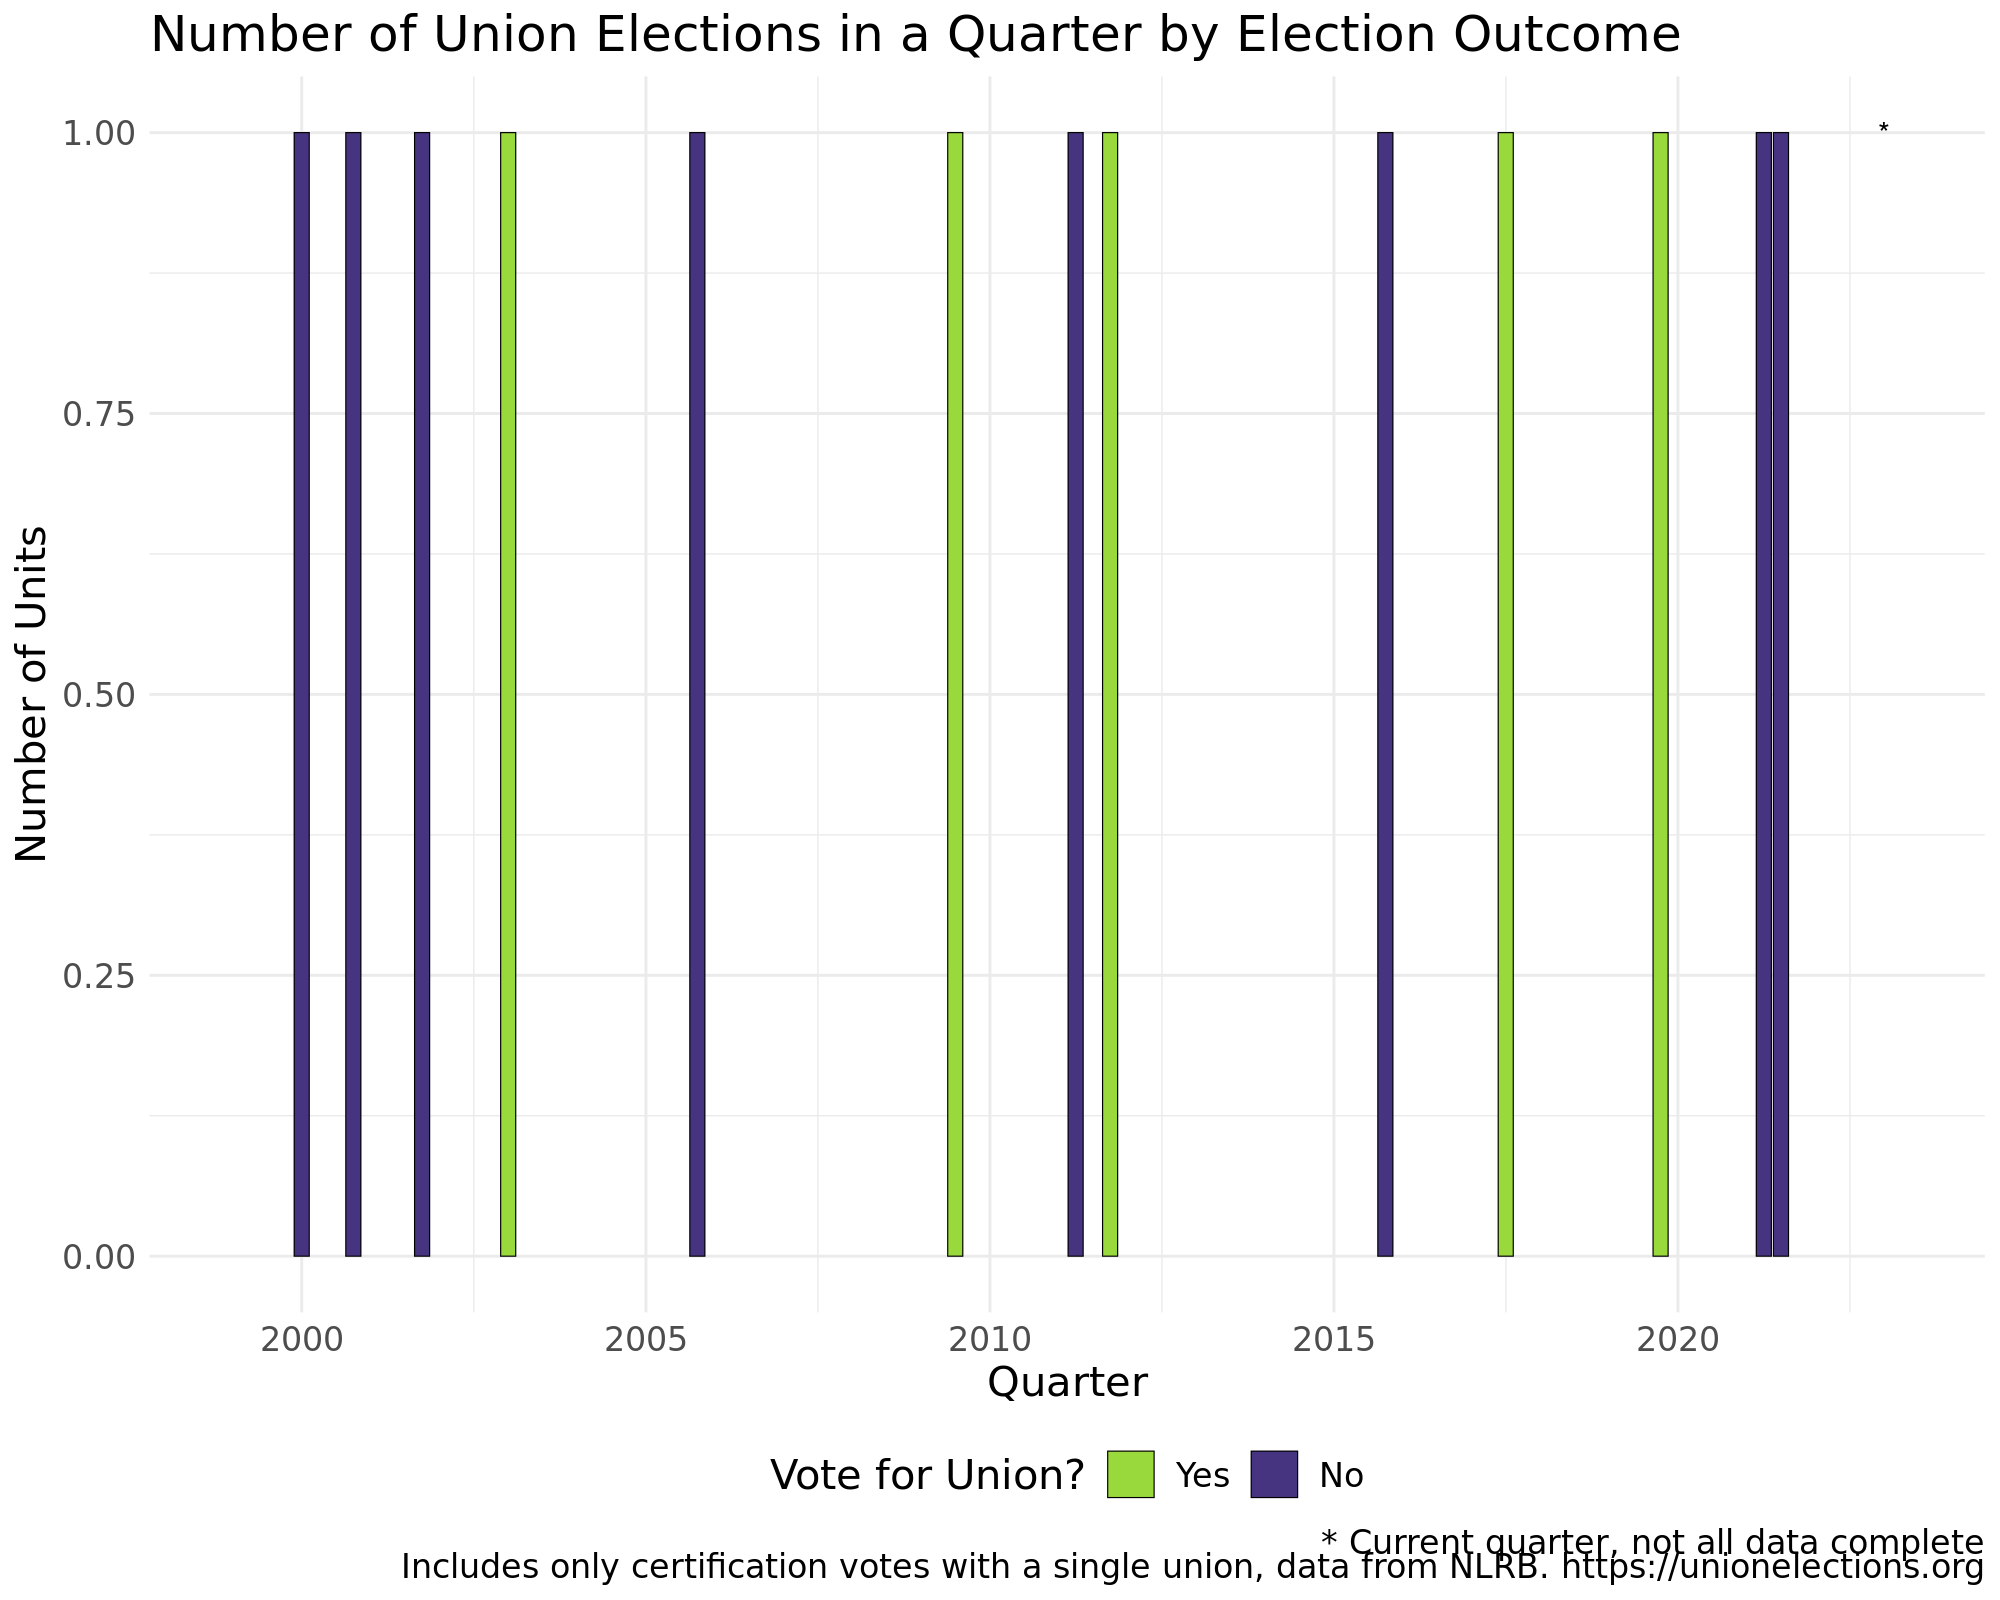 Number of Union Elections in a Quarter by Election Outcome
*
1.00
0.75
0.50
0.25
0.00
Number of Units
2000 2005 2010 2015 2020
Quarter
Vote for Union? Yes No
* Current quarter, not all data complete
Includes only certification votes with a single union, data from NLRB. https://unionelections.org